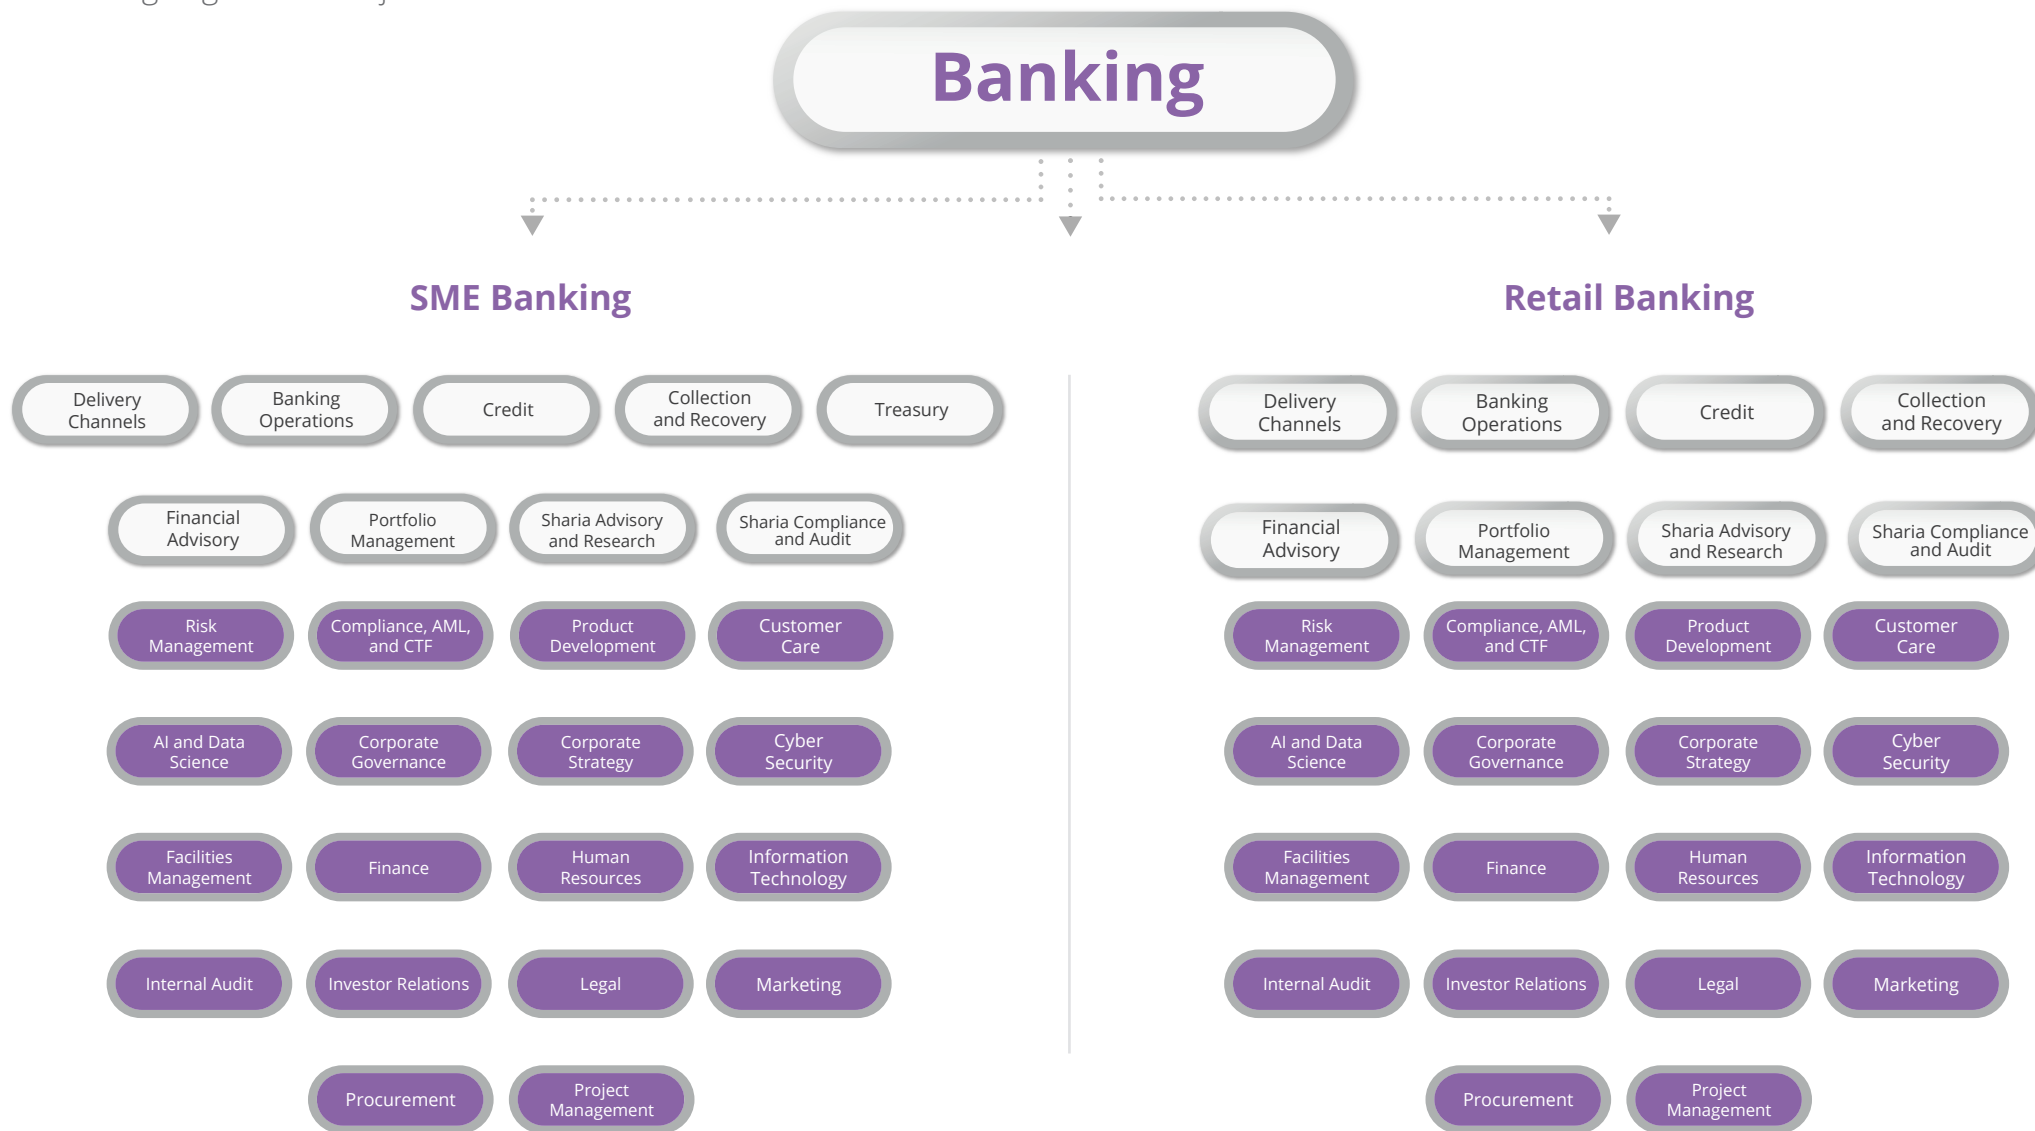 Banking
SME Banking
Delivery
Channels
Banking
Operations
Credit
Collection
and Recovery
Treasury
Financial
Advisory
Portfolio
Management
Sharia Advisory
and Research
Sharia Compliance
and Audit
Risk
Management
Compliance, AML,
and CTF
Product
Development
Customer
Care
AI and Data
Science
Corporate
Governance
Corporate
Strategy
Cyber
Security
Facilities
Management
Finance
Human
Resources
Information
Technology
Internal Audit
Investor Relations
Legal
Marketing
Procurement
Project
Management
Retail Banking
Delivery
Channels
Banking
Operations
Credit
Collection
and Recovery
Financial
Advisory
Portfolio
Management
Sharia Advisory
and Research
Sharia Compliance
and Audit
Risk
Management
Compliance, AML,
and CTF
Product
Development
Customer
Care
AI and Data
Science
Corporate
Governance
Corporate
Strategy
Cyber
Security
Facilities
Management
Finance
Human
Resources
Information
Technology
Internal Audit
Investor Relations
Legal
Marketing
Procurement
Project
Management